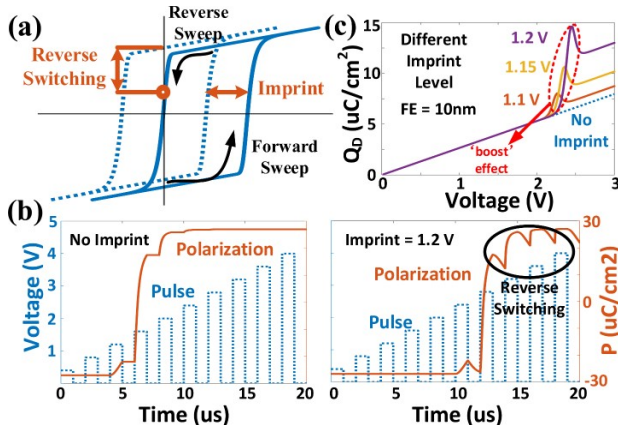 (a)
Reverse
Sweep
Reverse
Switching
Imprint
Forward
Sweep
(c)
Q_D (uC/cm²)
15
10
5
0
Different
Imprint
Level
FE = 10nm
1.2 V
1.15 V
1.1 V
No
Imprint
'boost'
effect
0 1 2 3
Voltage (V)
(b)
Voltage (V)
5
4
3
2
1
No Imprint
Polarization
Pulse
0 5 10 15 20
Time (us)
Imprint = 1.2 V
Polarization
Pulse
Reverse
Switching
30
0
-30
P (uC/cm2)
0 5 10 15 20
Time (us)